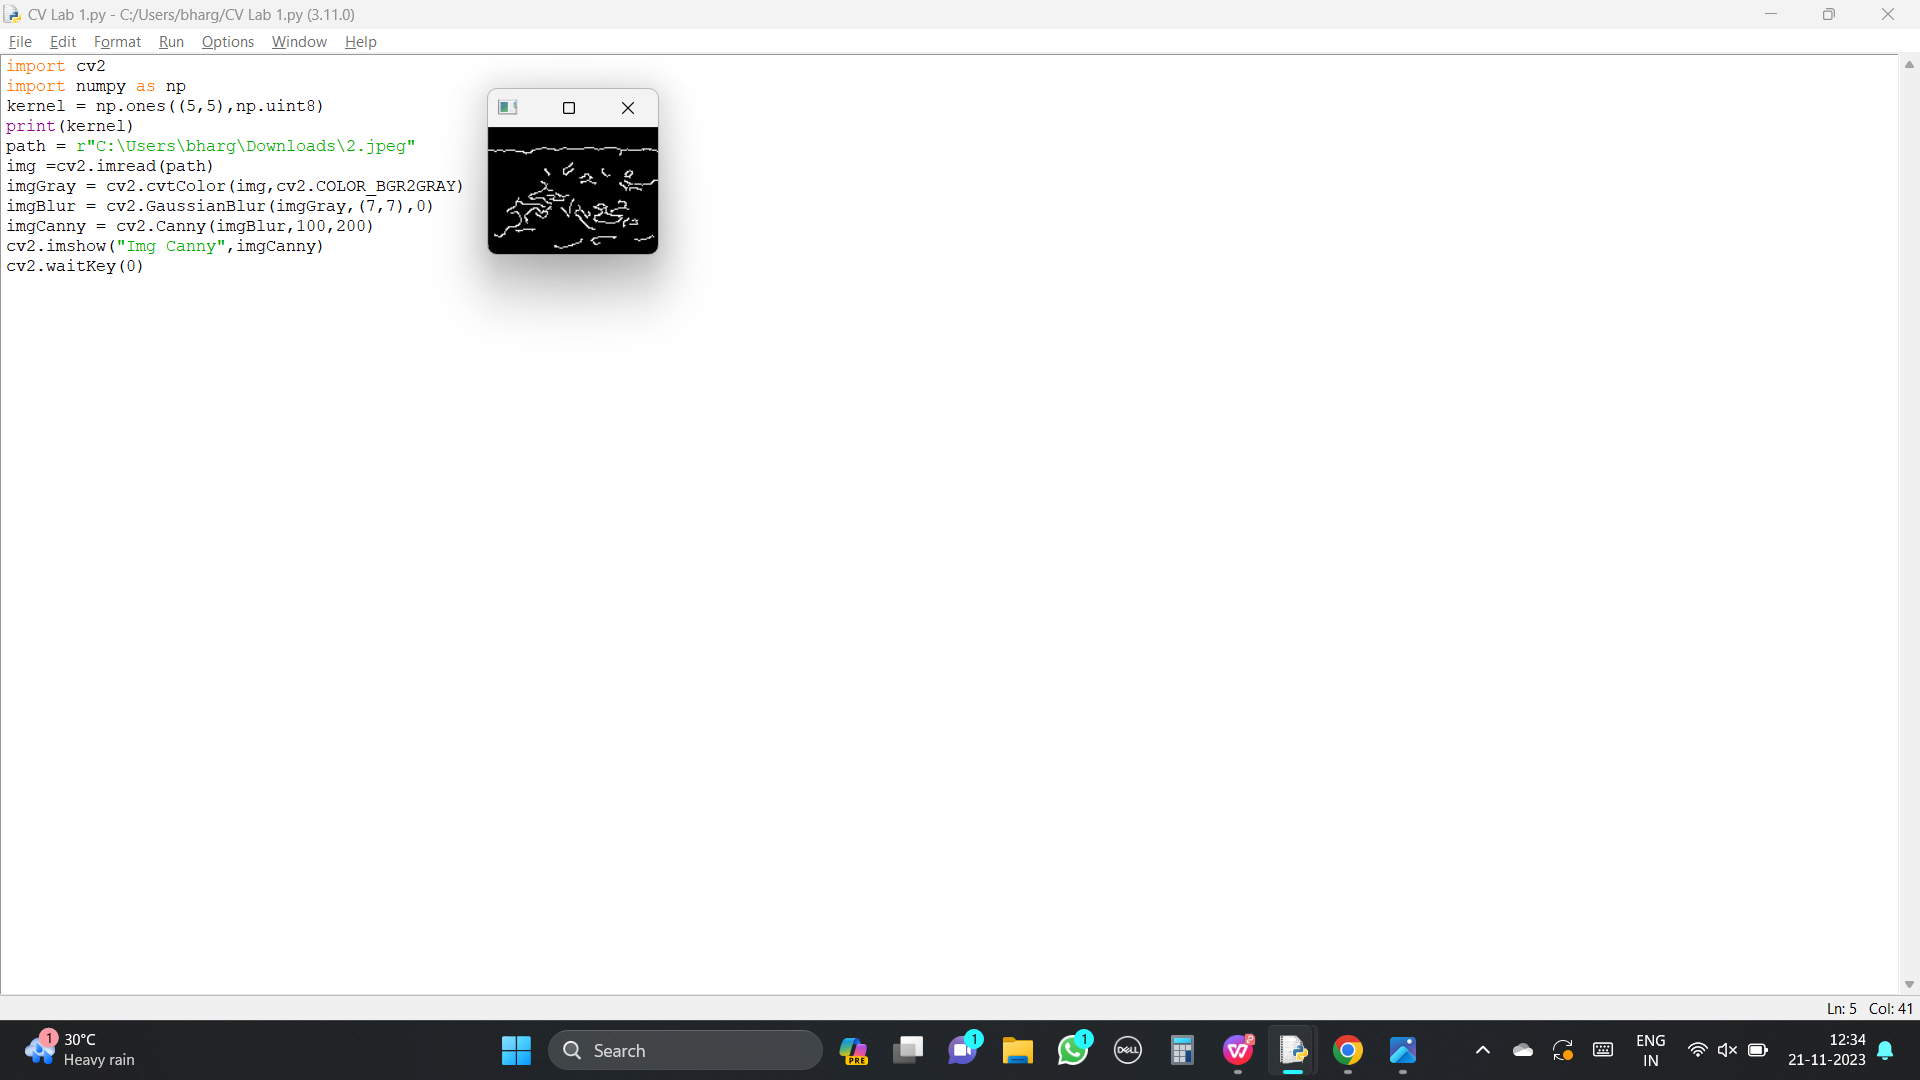 CV Lab 1.py - C:/Users/bharg/CV Lab 1.py (3.11.0)
File Edit Format Run Options Window Help
import cv2
import numpy as np
kernel = np.ones((5,5),np.uint8)
print(kernel)
path = r"C:\Users\bharg\Downloads\2.jpeg"
img =cv2.imread(path)
imgGray = cv2.cvtColor(img,cv2.COLOR_BGR2GRAY)
imgBlur = cv2.GaussianBlur(imgGray,(7,7),0)
imgCanny = cv2.Canny(imgBlur,100,200)
cv2.imshow("Img Canny",imgCanny)
cv2.waitKey(0)
Ln: 5 Col: 41
1
30°C
Heavy rain
Search
PRE
1
1
DELL
ENG
IN
12:34
21-11-2023